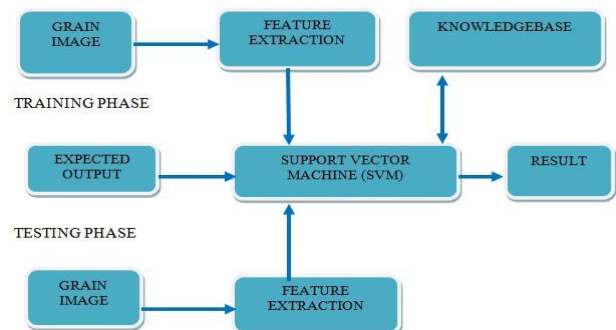 GRAIN
IMAGE
FEATURE
EXTRACTION
KNOWLEDGEBASE
TRAINING PHASE
EXPECTED
OUTPUT
SUPPORT VECTOR
MACHINE (SVM)
RESULT
TESTING PHASE
GRAIN
IMAGE
FEATURE
EXTRACTION